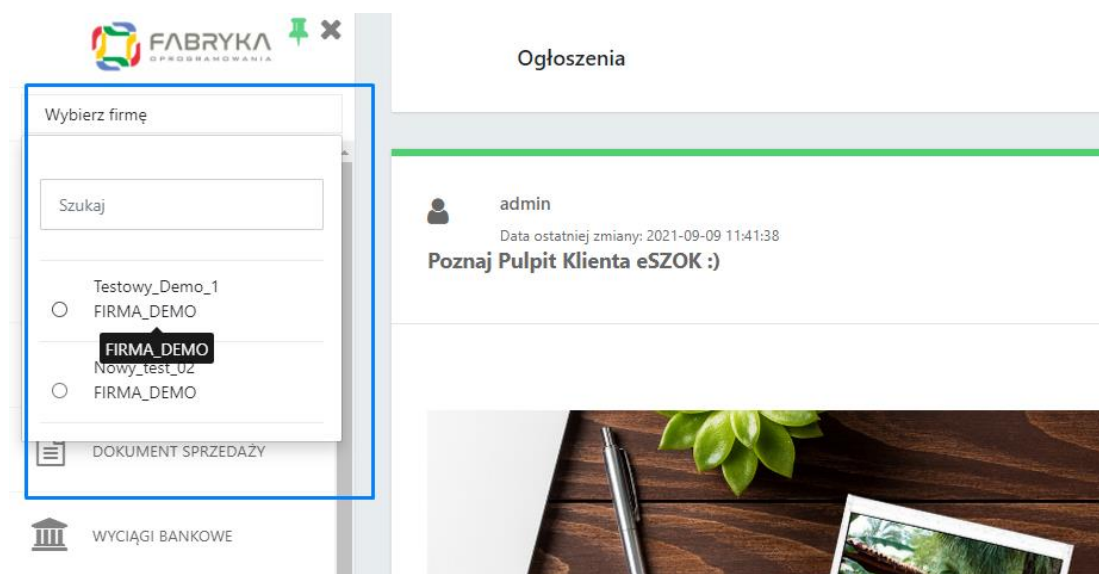 FABRYKA
OPROGRAMOWANIA
Wybierz firmę
Szukaj
Testowy_Demo_1
FIRMA_DEMO
FIRMA_DEMO
Nowy_test_02
FIRMA_DEMO
DOKUMENT SPRZEDAŻY
WYCIĄGI BANKOWE
Ogłoszenia
admin
Data ostatniej zmiany: 2021-09-09 11:41:38
Poznaj Pulpit Klienta eSZOK :)